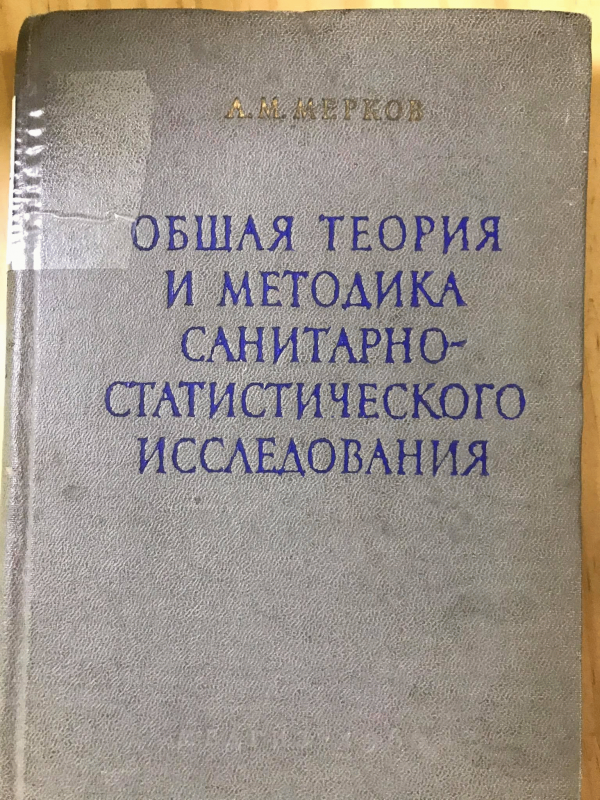 А.М.МЕРКОВ
ОБЩАЯ ТЕОРИЯ
И МЕТОДИКА
САНИТАРНО-
СТАТИСТИЧЕСКОГО
ИССЛЕДОВАНИЯ